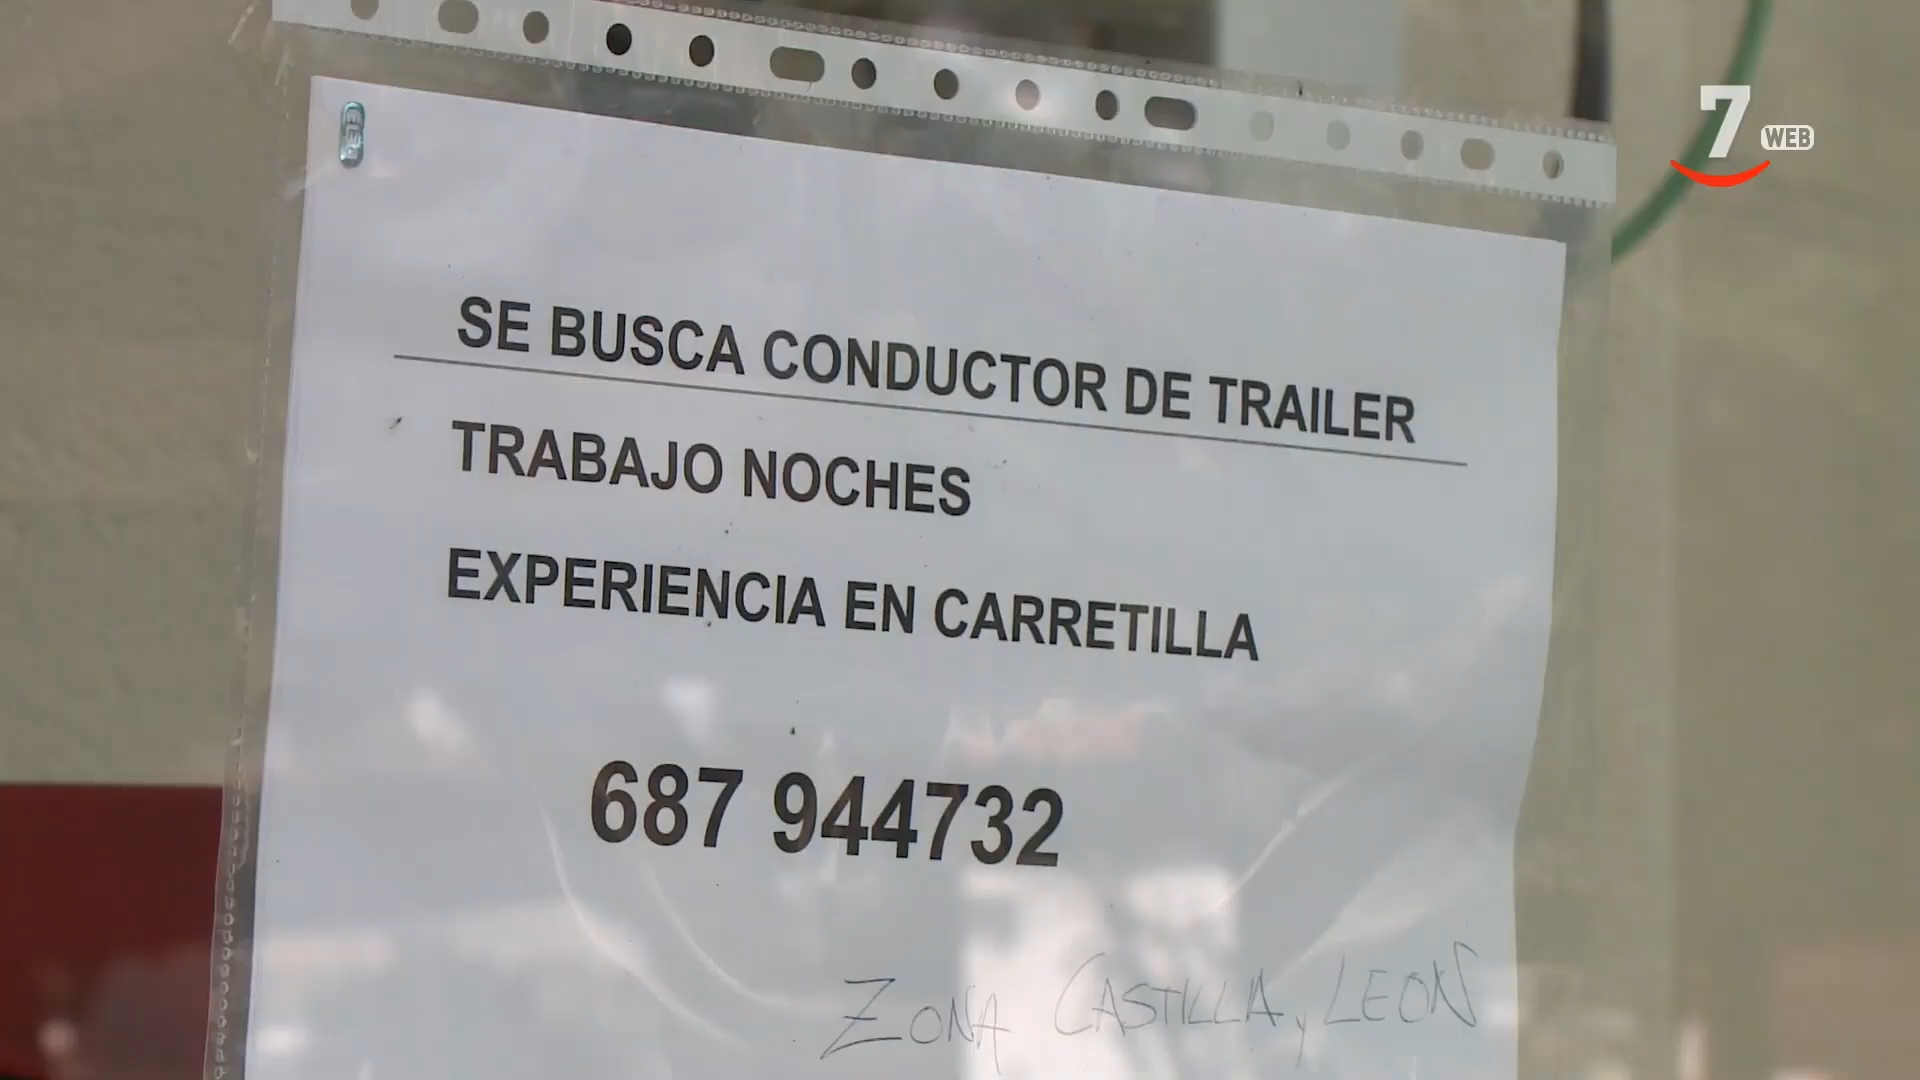 7 WEB
SE BUSCA CONDUCTOR DE TRAILER
TRABAJO NOCHES
EXPERIENCIA EN CARRETILLA
687 944732
ZONA CASTILLA y LEON